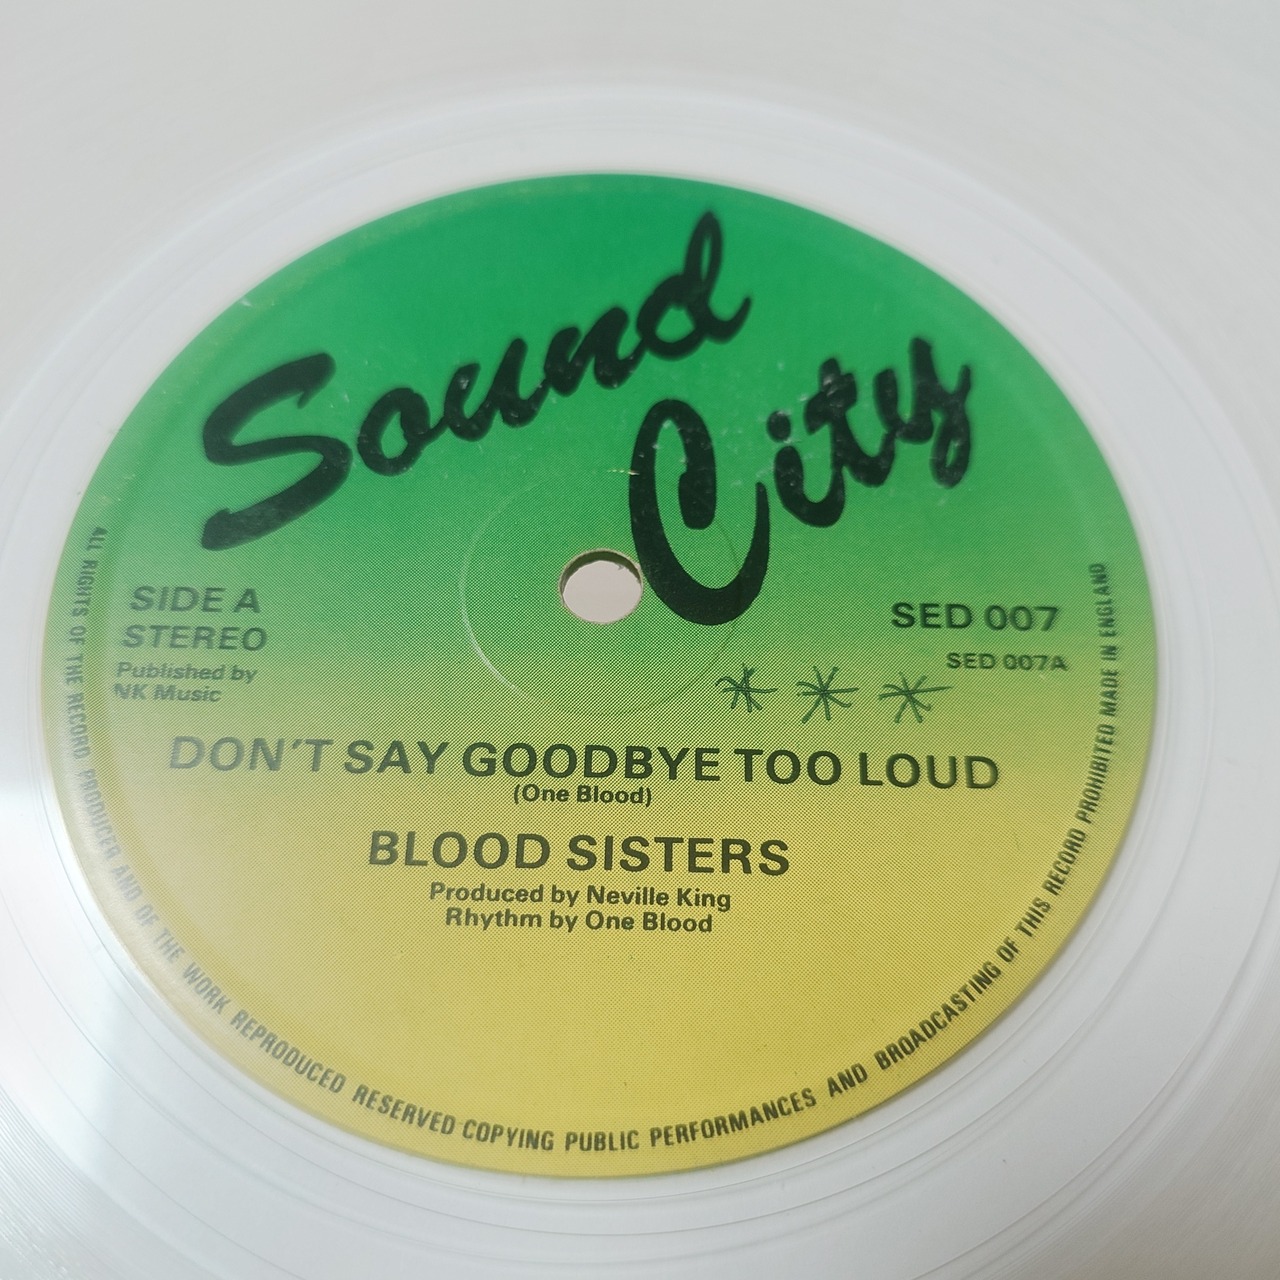 Sound
City
SIDE A
STEREO
Published by
NK Music
SED 007
SED 007A
***
DON'T SAY GOODBYE TOO LOUD
(One Blood)
BLOOD SISTERS
Produced by Neville King
Rhythm by One Blood
ALL RIGHTS OF THE RECORD PRODUCER AND OF THE WORK REPRODUCED RESERVED COPYING PUBLIC PERFORMANCES AND BROADCASTING OF THIS RECORD PROHIBITED MADE IN ENGLAND